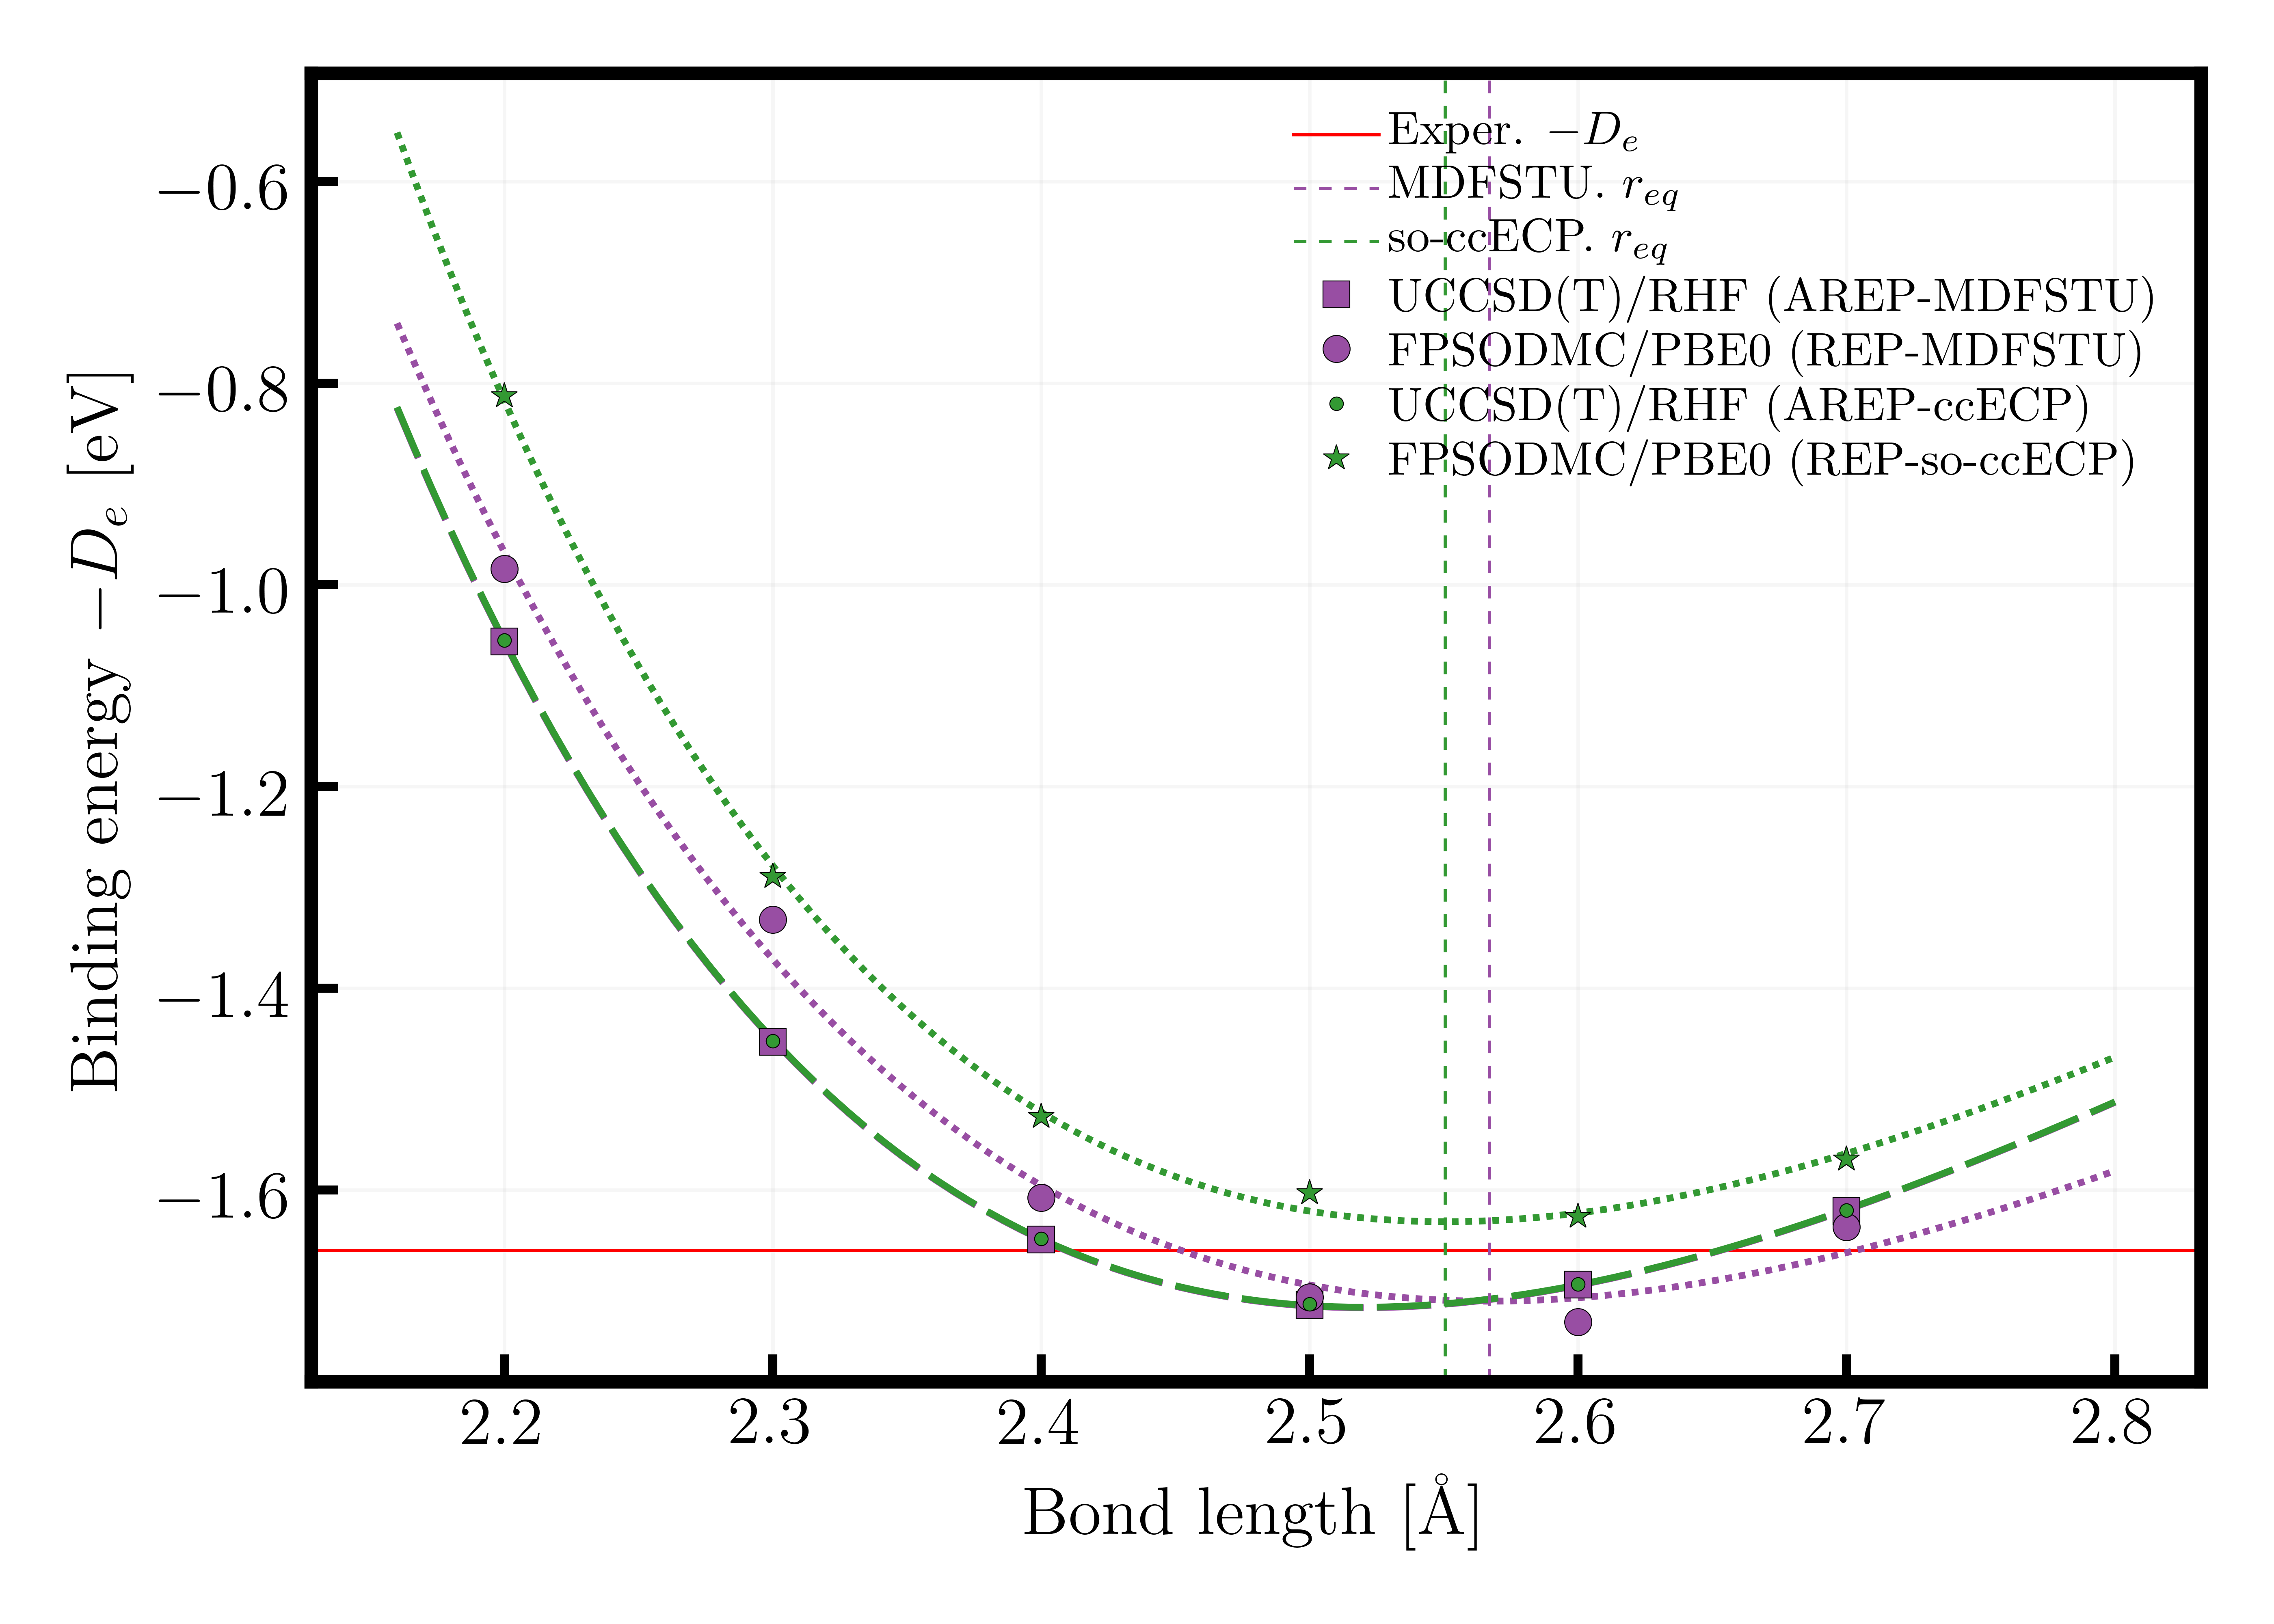 Exper. −Dₑ
MDFSTU. r_eq
so-ccECP. r_eq
UCCSD(T)/RHF (AREP-MDFSTU)
FPSODMC/PBE0 (REP-MDFSTU)
UCCSD(T)/RHF (AREP-ccECP)
FPSODMC/PBE0 (REP-so-ccECP)
Binding energy −Dₑ [eV]
−0.6
−0.8
−1.0
−1.2
−1.4
−1.6
2.2 2.3 2.4 2.5 2.6 2.7 2.8
Bond length [Å]